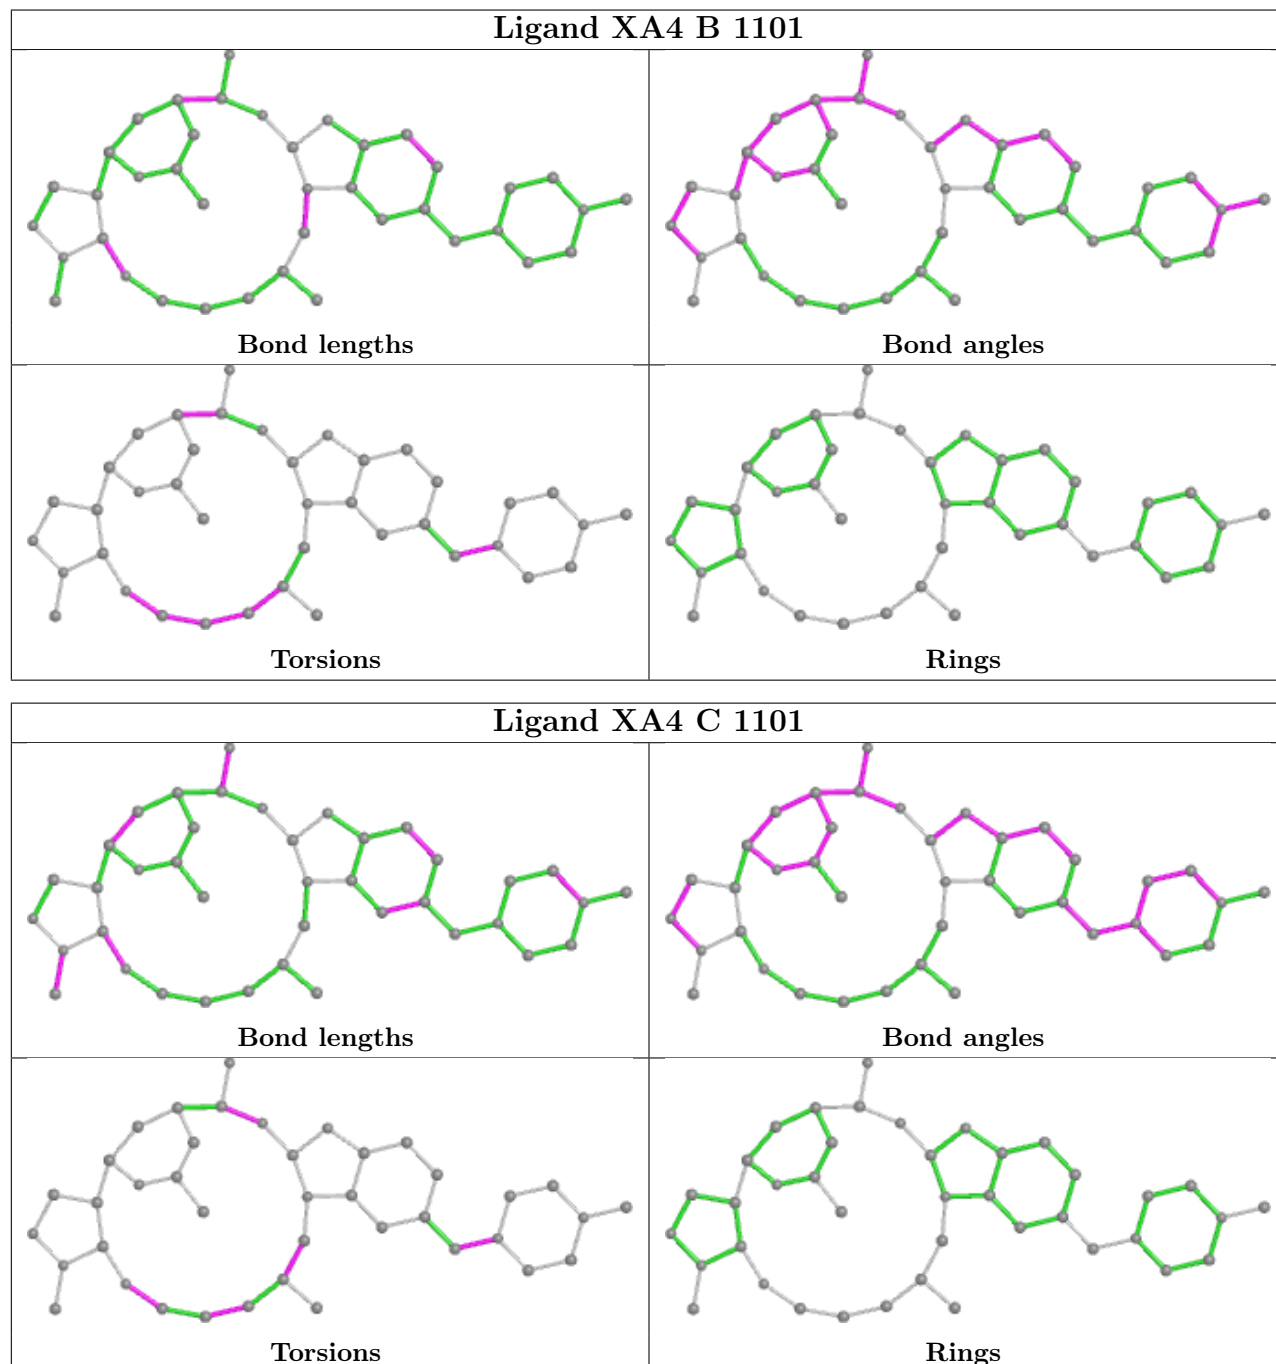 Ligand XA4 B 1101
Bond lengths
Bond angles
Torsions
Rings
Ligand XA4 C 1101
Bond lengths
Bond angles
Torsions
Rings